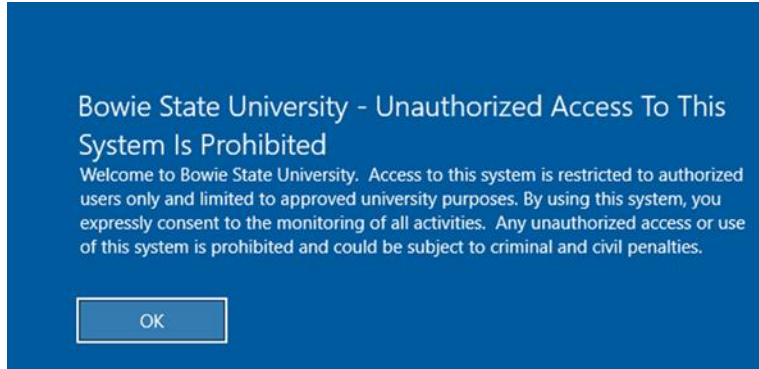 Bowie State University - Unauthorized Access To This
System Is Prohibited
Welcome to Bowie State University.  Access to this system is restricted to authorized
users only and limited to approved university purposes. By using this system, you
expressly consent to the monitoring of all activities.  Any unauthorized access or use
of this system is prohibited and could be subject to criminal and civil penalties.
OK